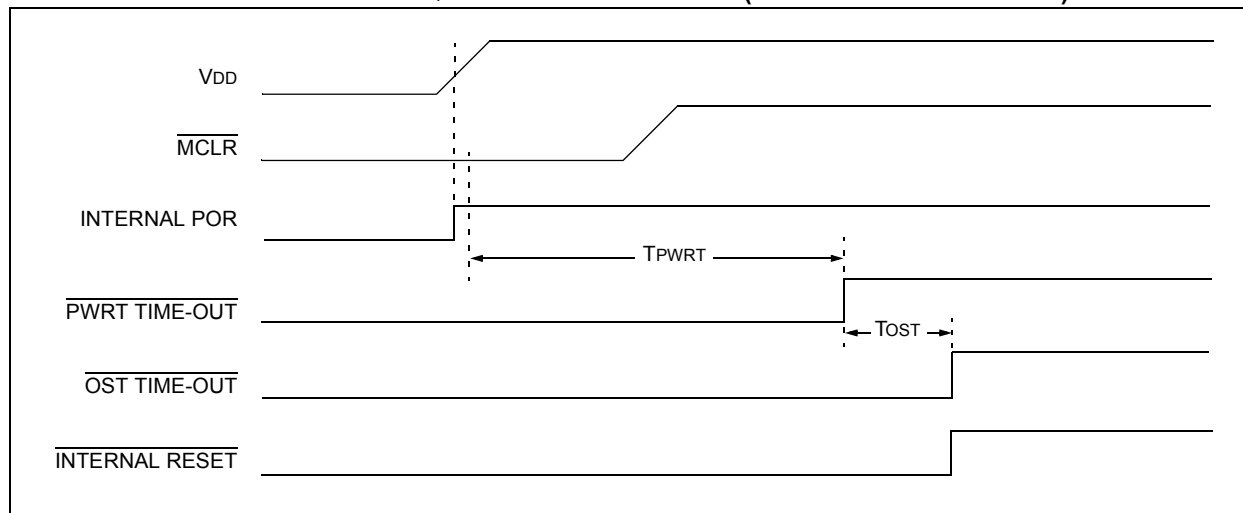 VDD
MCLR
INTERNAL POR
TPWRT
PWRT TIME-OUT
TOST
OST TIME-OUT
INTERNAL RESET